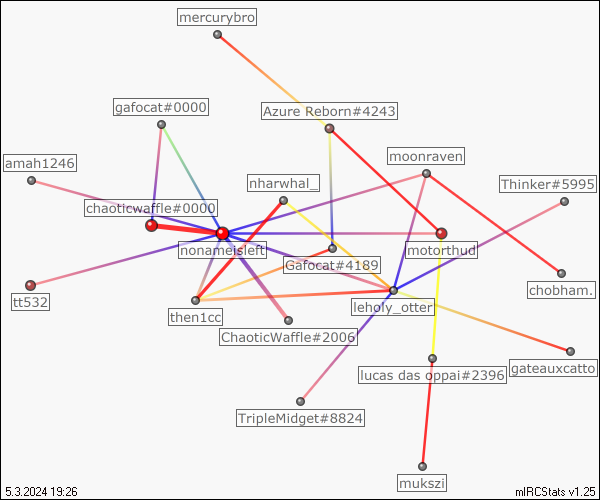 mercurybro
gafocat#0000
Azure Reborn#4243
amah1246
moonraven
nharwhal_
Thinker#5995
chaoticwaffle#0000
nonameisleft
motorthud
Gafocat#4189
tt532
chobham.
then1cc
leholy_otter
ChaoticWaffle#2006
gateauxcatto
lucas das oppai#2396
TripleMidget#8824
mukszi
5.3.2024 19:26
mIRCStats v1.25